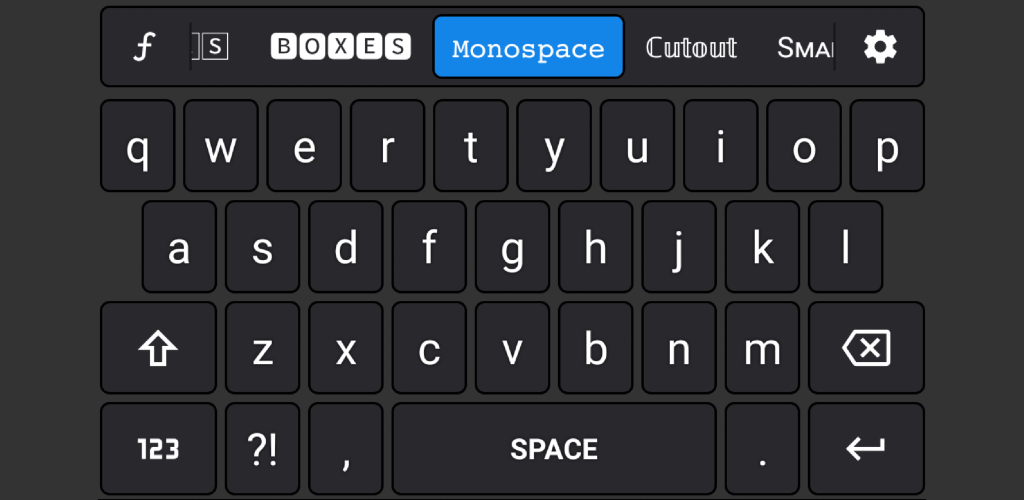 f S BOXES Monospace Cutout SMA
q w e r t y u i o p
a s d f g h j k l
z x c v b n m
123 ?! , SPACE .